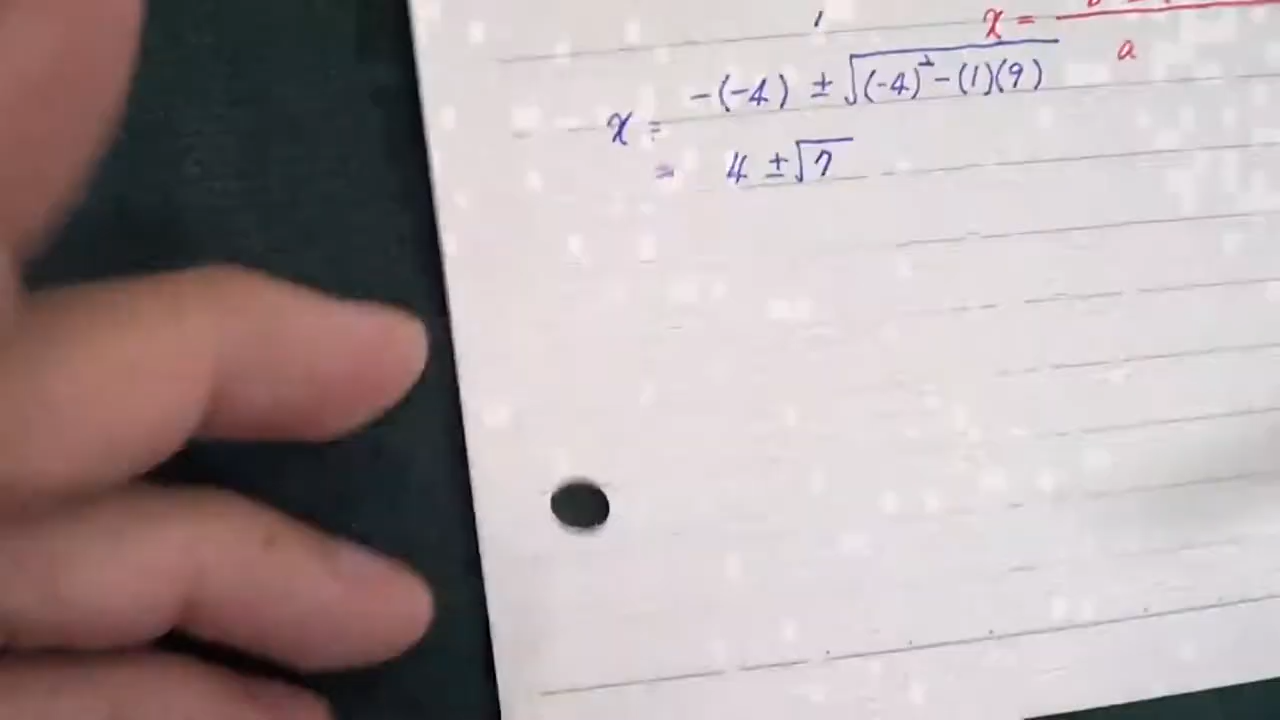 x =
a
x = -(-4) ± √(-4)² - (1)(9)
= 4 ± √7